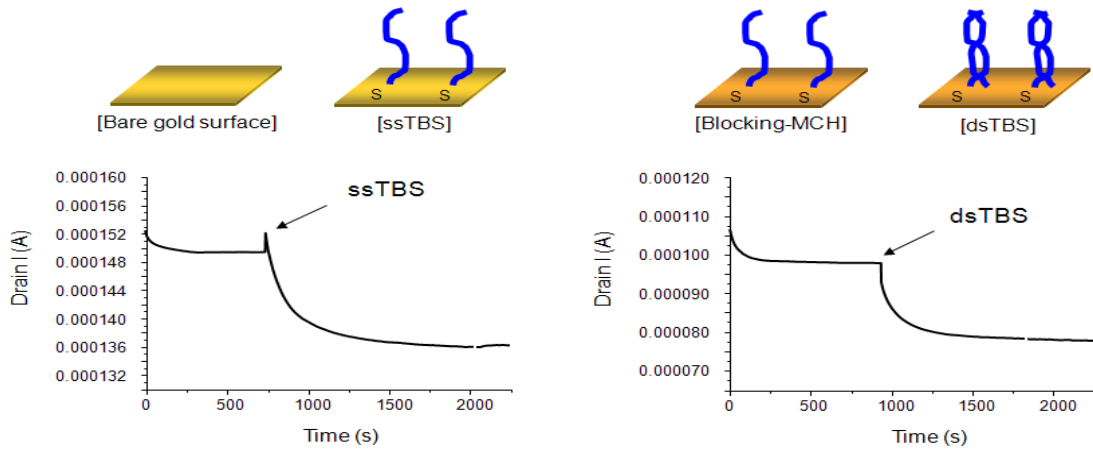 S S
[Bare gold surface] [ssTBS]
0.000160
0.000156
0.000152
0.000148
0.000144
0.000140
0.000136
0.000132
Drain I (A)
ssTBS
0 500 1000 1500 2000
Time (s)
S S S S
[Blocking-MCH] [dsTBS]
0.000120
0.000110
0.000100
0.000090
0.000080
0.000070
Drain I (A)
dsTBS
0 500 1000 1500 2000
Time (s)